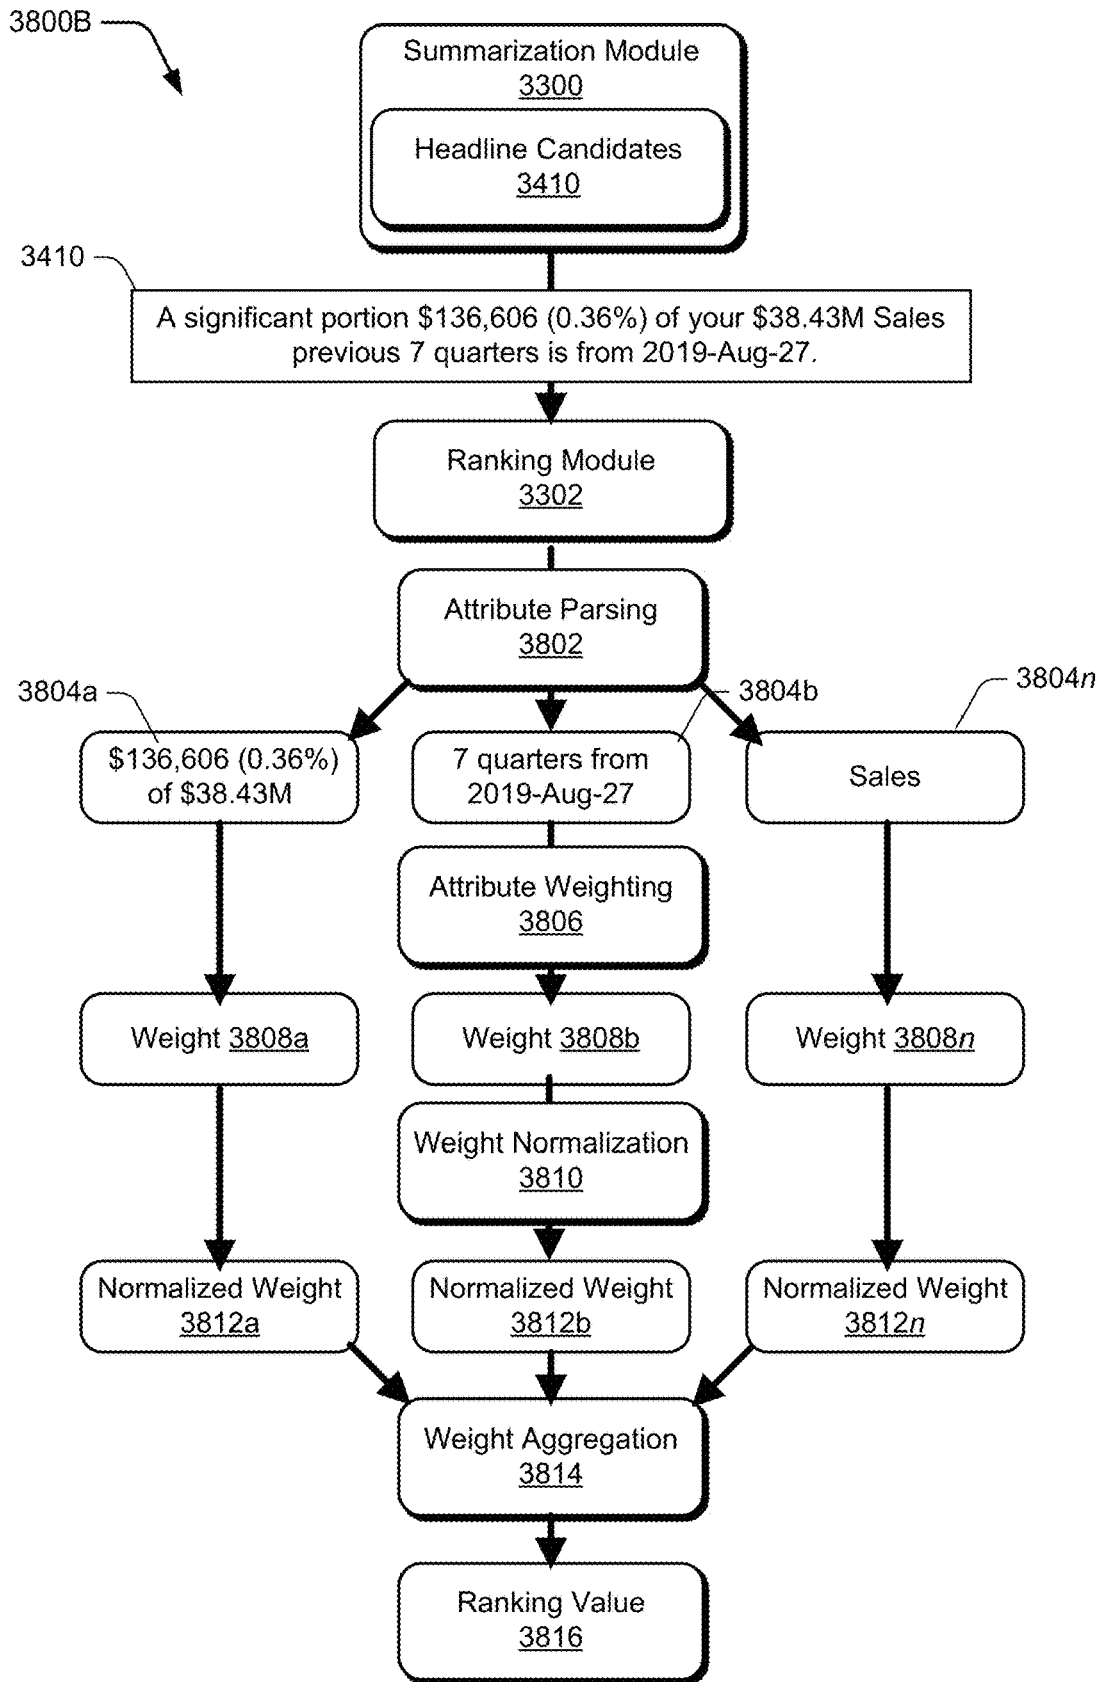 3800B
Summarization Module
3300
Headline Candidates
3410
3410
A significant portion $136,606 (0.36%) of your $38.43M Sales
previous 7 quarters is from 2019-Aug-27.
Ranking Module
3302
Attribute Parsing
3802
3804a
3804b
3804n
$136,606 (0.36%)
of $38.43M
7 quarters from
2019-Aug-27
Sales
Attribute Weighting
3806
Weight 3808a
Weight 3808b
Weight 3808n
Weight Normalization
3810
Normalized Weight
3812a
Normalized Weight
3812b
Normalized Weight
3812n
Weight Aggregation
3814
Ranking Value
3816